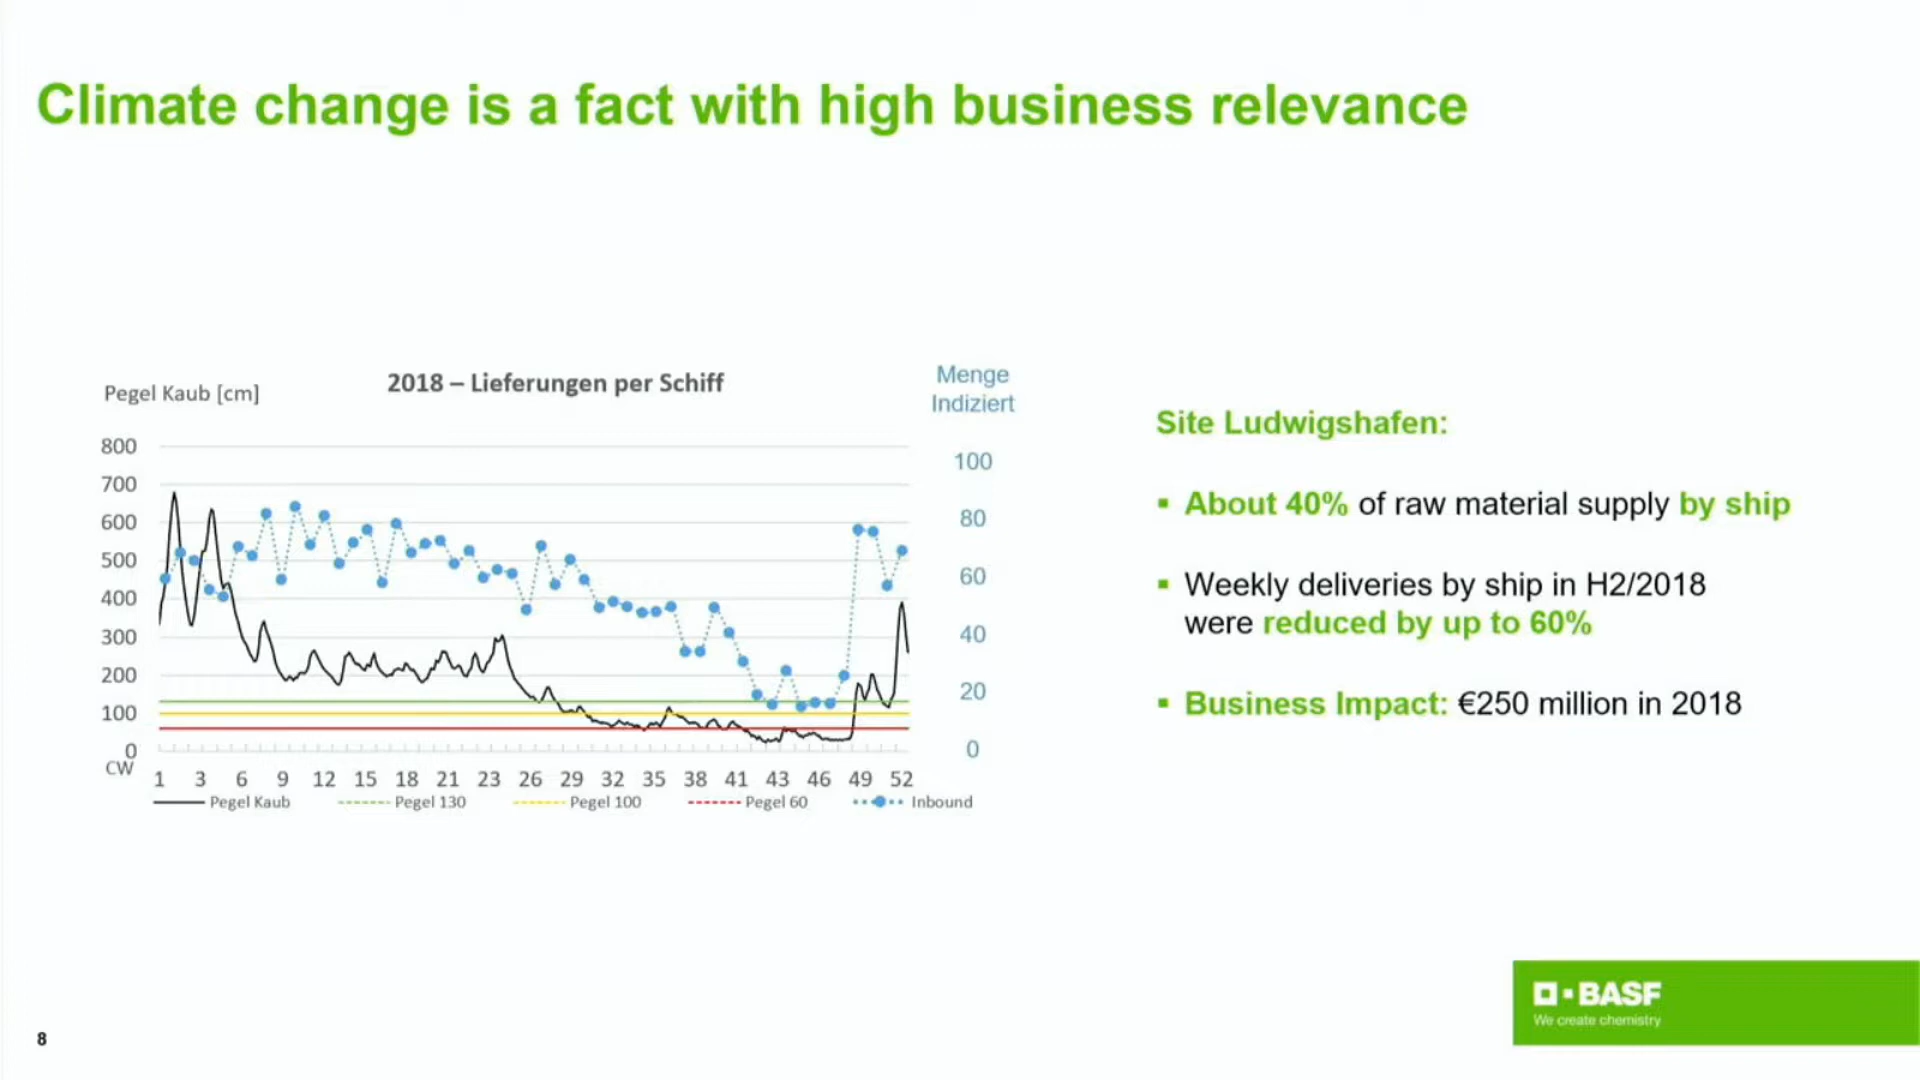 Climate change is a fact with high business relevance
Pegel Kaub [cm]
2018 – Lieferungen per Schiff
Menge
Indiziert
800
700
600
500
400
300
200
100
0
CW
100
80
60
40
20
0
1 3 6 9 12 15 18 21 23 26 29 32 35 38 41 43 46 49 52
Pegel Kaub Pegel 130 Pegel 100 Pegel 60 Inbound
Site Ludwigshafen:
▪ About 40% of raw material supply by ship
▪ Weekly deliveries by ship in H2/2018
were reduced by up to 60%
▪ Business Impact: €250 million in 2018
BASF
We create chemistry
8